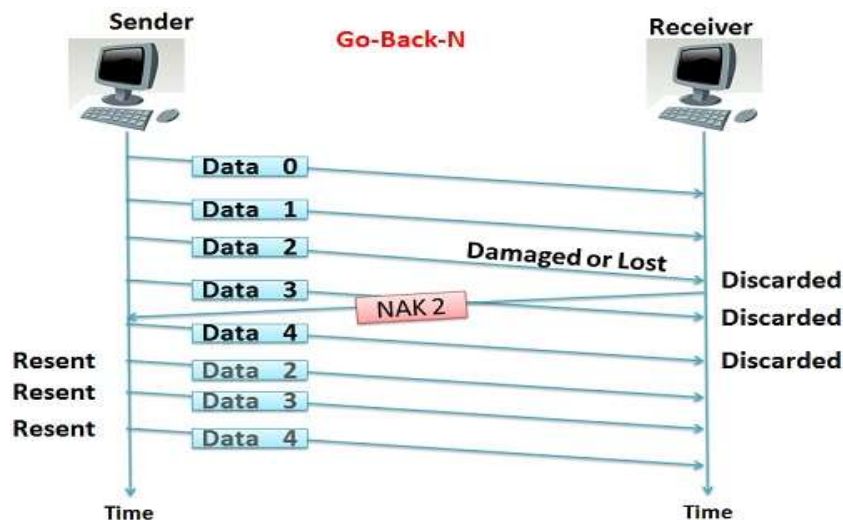 Sender
Receiver
Go-Back-N
Data 0
Data 1
Data 2
Damaged or Lost
Discarded
Data 3
NAK 2
Discarded
Data 4
Discarded
Resent
Data 2
Resent
Data 3
Resent
Data 4
Time
Time